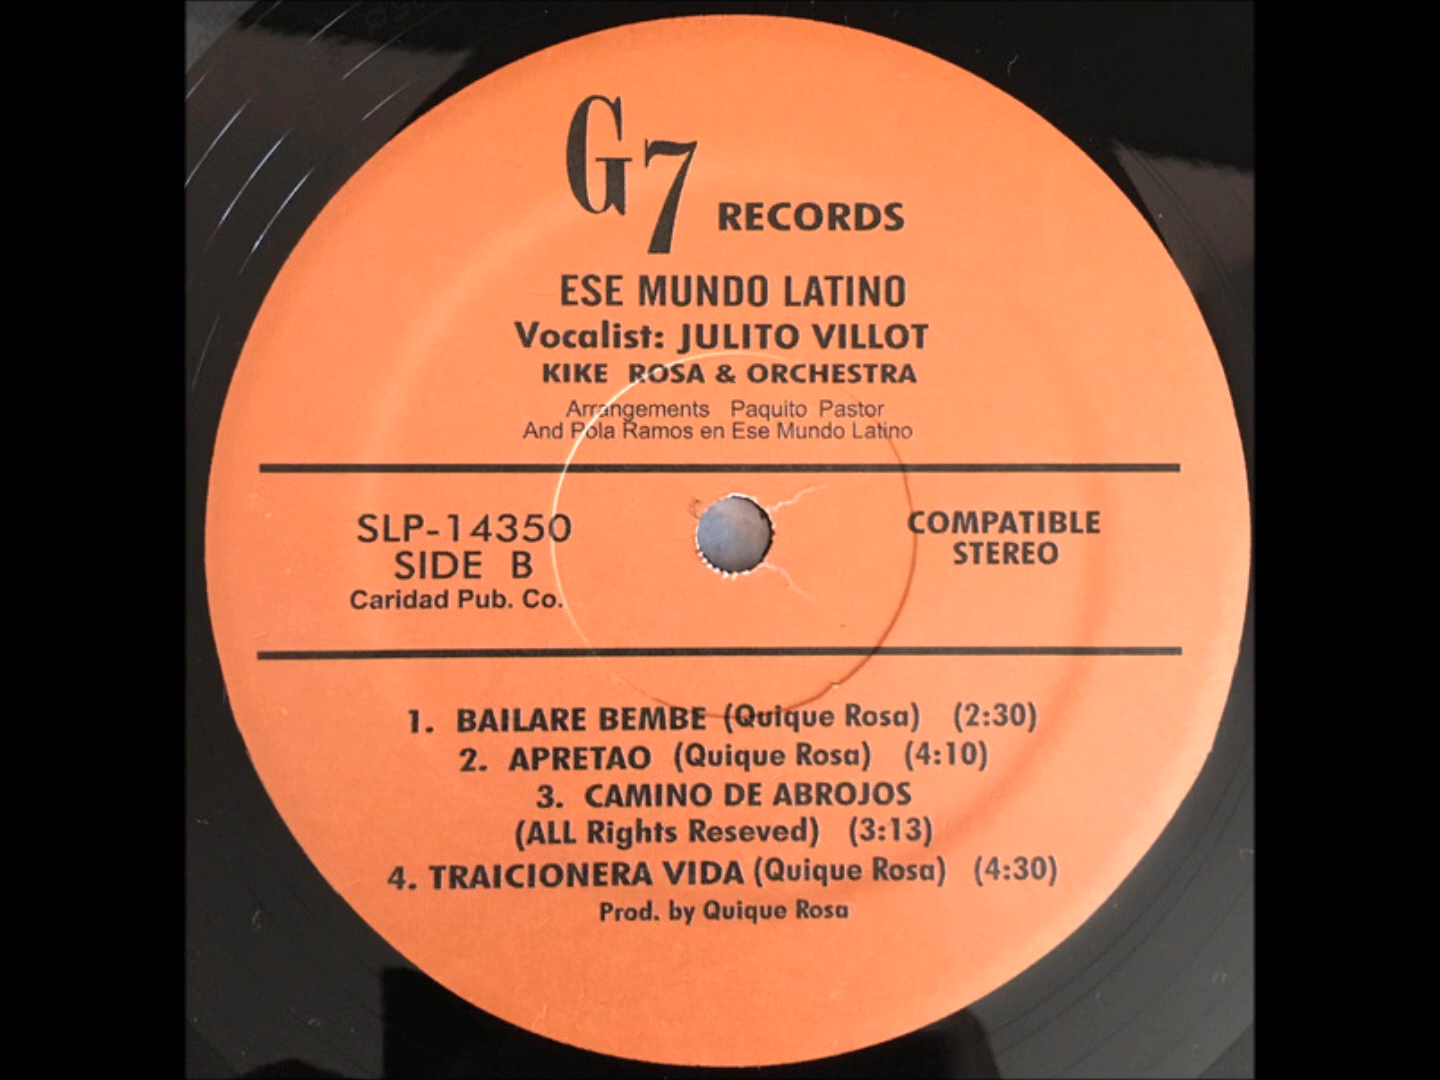 G7 RECORDS
ESE MUNDO LATINO
Vocalist: JULITO VILLOT
KIKE ROSA & ORCHESTRA
Arrangements Paquito Pastor
And Pola Ramos en Ese Mundo Latino
SLP-14350
SIDE B
Caridad Pub. Co.
COMPATIBLE
STEREO
1. BAILARE BEMBE (Quique Rosa) (2:30)
2. APRETAO (Quique Rosa) (4:10)
3. CAMINO DE ABROJOS
(ALL Rights Reseved) (3:13)
4. TRAICIONERA VIDA (Quique Rosa) (4:30)
Prod. by Quique Rosa